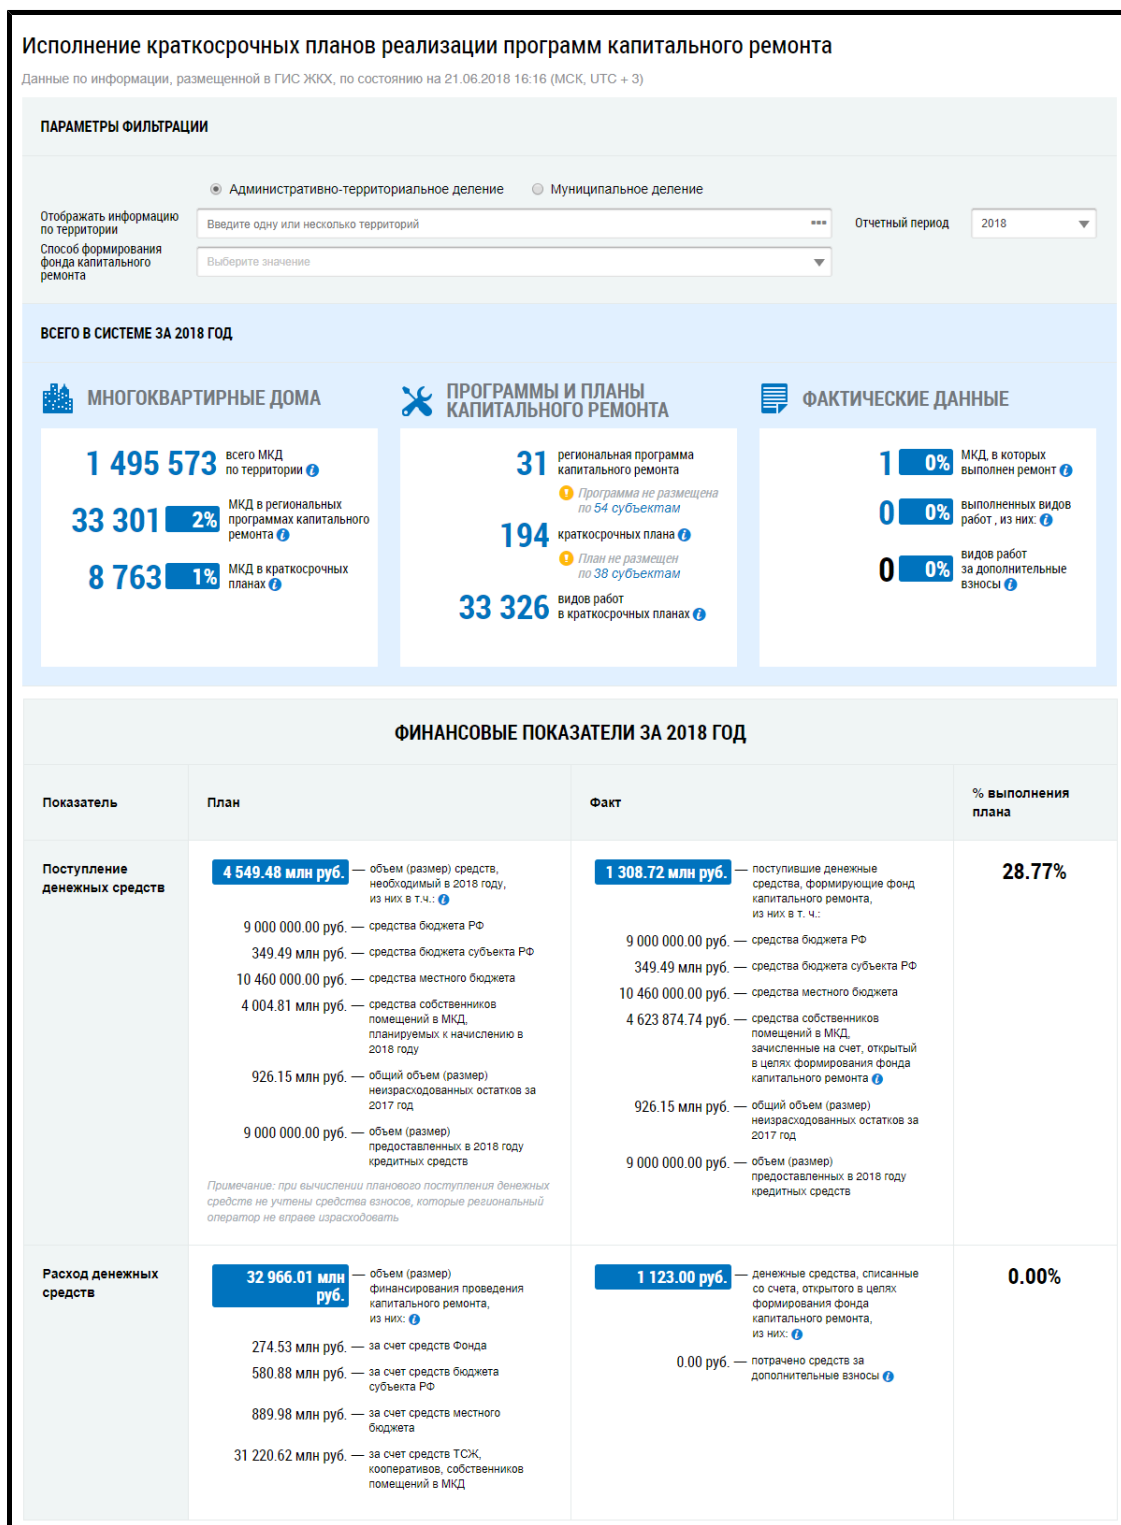 Исполнение краткосрочных планов реализации программ капитального ремонта
Данные по информации, размещенной в ГИС ЖКХ, по состоянию на 21.06.2018 16:16 (МСК, UTC + 3)
ПАРАМЕТРЫ ФИЛЬТРАЦИИ
Административно-территориальное деление
Муниципальное деление
Отображать информацию
по территории
Введите одну или несколько территорий
Отчетный период
2018
Способ формирования
фонда капитального
ремонта
Выберите значение
ВСЕГО В СИСТЕМЕ ЗА 2018 ГОД
МНОГОКВАРТИРНЫЕ ДОМА
1 495 573 всего МКД
по территории
33 301 2% МКД в региональных
программах капитального
ремонта
8 763 1% МКД в краткосрочных
планах
ПРОГРАММЫ И ПЛАНЫ
КАПИТАЛЬНОГО РЕМОНТА
31 региональная программа
капитального ремонта
Программа не размещена
по 54 субъектам
194 краткосрочных плана
План не размещен
по 38 субъектам
33 326 видов работ
в краткосрочных планах
ФАКТИЧЕСКИЕ ДАННЫЕ
1 0% МКД, в которых
выполнен ремонт
0 0% выполненных видов
работ , из них:
0 0% видов работ
за дополнительные
взносы
ФИНАНСОВЫЕ ПОКАЗАТЕЛИ ЗА 2018 ГОД
Показатель
План
Факт
% выполнения
плана
Поступление
денежных средств
4 549.48 млн руб. — объем (размер) средств,
необходимый в 2018 году,
из них в т.ч.:
9 000 000.00 руб. — средства бюджета РФ
349.49 млн руб. — средства бюджета субъекта РФ
10 460 000.00 руб. — средства местного бюджета
4 004.81 млн руб. — средства собственников
помещений в МКД,
планируемых к начислению в
2018 году
926.15 млн руб. — общий объем (размер)
неизрасходованных остатков за
2017 год
9 000 000.00 руб. — объем (размер)
предоставленных в 2018 году
кредитных средств
Примечание: при вычислении планового поступления денежных
средств не учтены средства взносов, которые региональный
оператор не вправе израсходовать
1 308.72 млн руб. — поступившие денежные
средства, формирующие фонд
капитального ремонта,
из них в т. ч.:
9 000 000.00 руб. — средства бюджета РФ
349.49 млн руб. — средства бюджета субъекта РФ
10 460 000.00 руб. — средства местного бюджета
4 623 874.74 руб. — средства собственников
помещений в МКД,
зачисленные на счет, открытый
в целях формирования фонда
капитального ремонта
926.15 млн руб. — общий объем (размер)
неизрасходованных остатков за
2017 год
9 000 000.00 руб. — объем (размер)
предоставленных в 2018 году
кредитных средств
28.77%
Расход денежных
средств
32 966.01 млн
руб. — объем (размер)
финансирования проведения
капитального ремонта,
из них:
274.53 млн руб. — за счет средств Фонда
580.88 млн руб. — за счет средств бюджета
субъекта РФ
889.98 млн руб. — за счет средств местного
бюджета
31 220.62 млн руб. — за счет средств ТСЖ,
кооперативов, собственников
помещений в МКД
1 123.00 руб. — денежные средства, списанные
со счета, открытого в целях
формирования фонда
капитального ремонта,
из них:
0.00 руб. — потрачено средств за
дополнительные взносы
0.00%